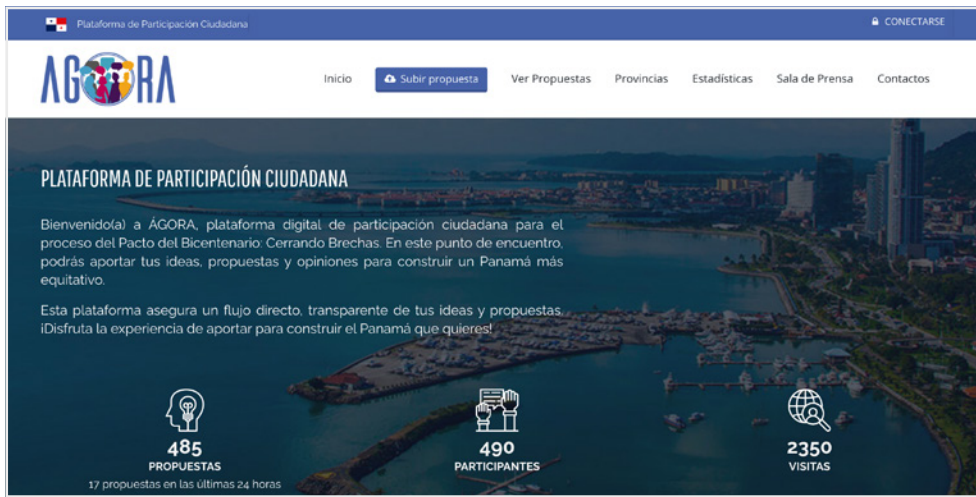 Plataforma de Participación Ciudadana
CONECTARSE
ÁGORA
Inicio
Subir propuesta
Ver Propuestas
Provincias
Estadísticas
Sala de Prensa
Contactos
PLATAFORMA DE PARTICIPACIÓN CIUDADANA
Bienvenido(a) a ÁGORA, plataforma digital de participación ciudadana para el
proceso del Pacto del Bicentenario: Cerrando Brechas. En este punto de encuentro,
podrás aportar tus ideas, propuestas y opiniones para construir un Panamá más
equitativo.
Esta plataforma asegura un flujo directo, transparente de tus ideas y propuestas.
¡Disfruta la experiencia de aportar para construir el Panamá que quieres!
485
PROPUESTAS
17 propuestas en las últimas 24 horas
490
PARTICIPANTES
2350
VISITAS